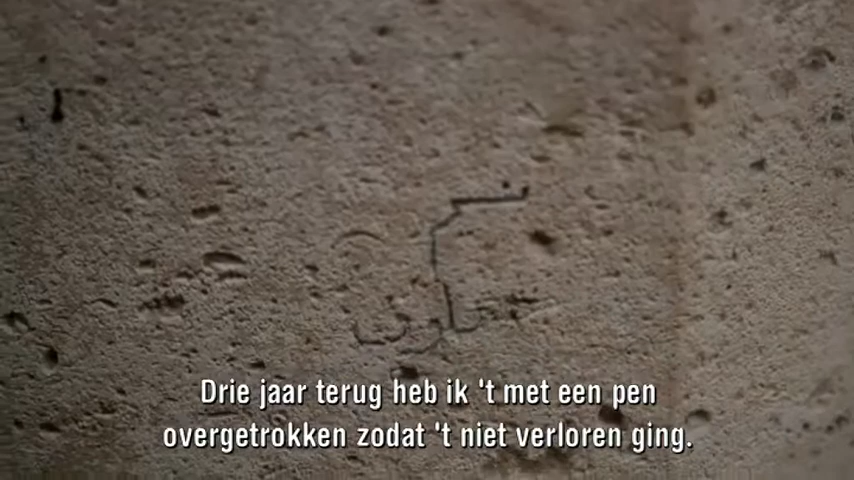 Drie jaar terug heb ik 't met een pen
overgetrokken zodat 't niet verloren ging.